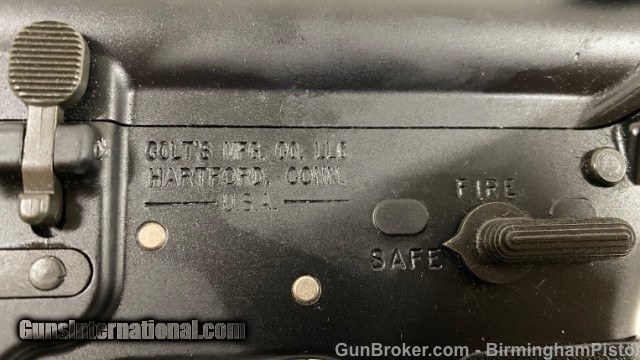 COLT'S MFG. CO. LLC
HARTFORD, CONN.
U.S.A.
FIRE
SAFE
GunsInternational.com
GunBroker.com - BirminghamPisto